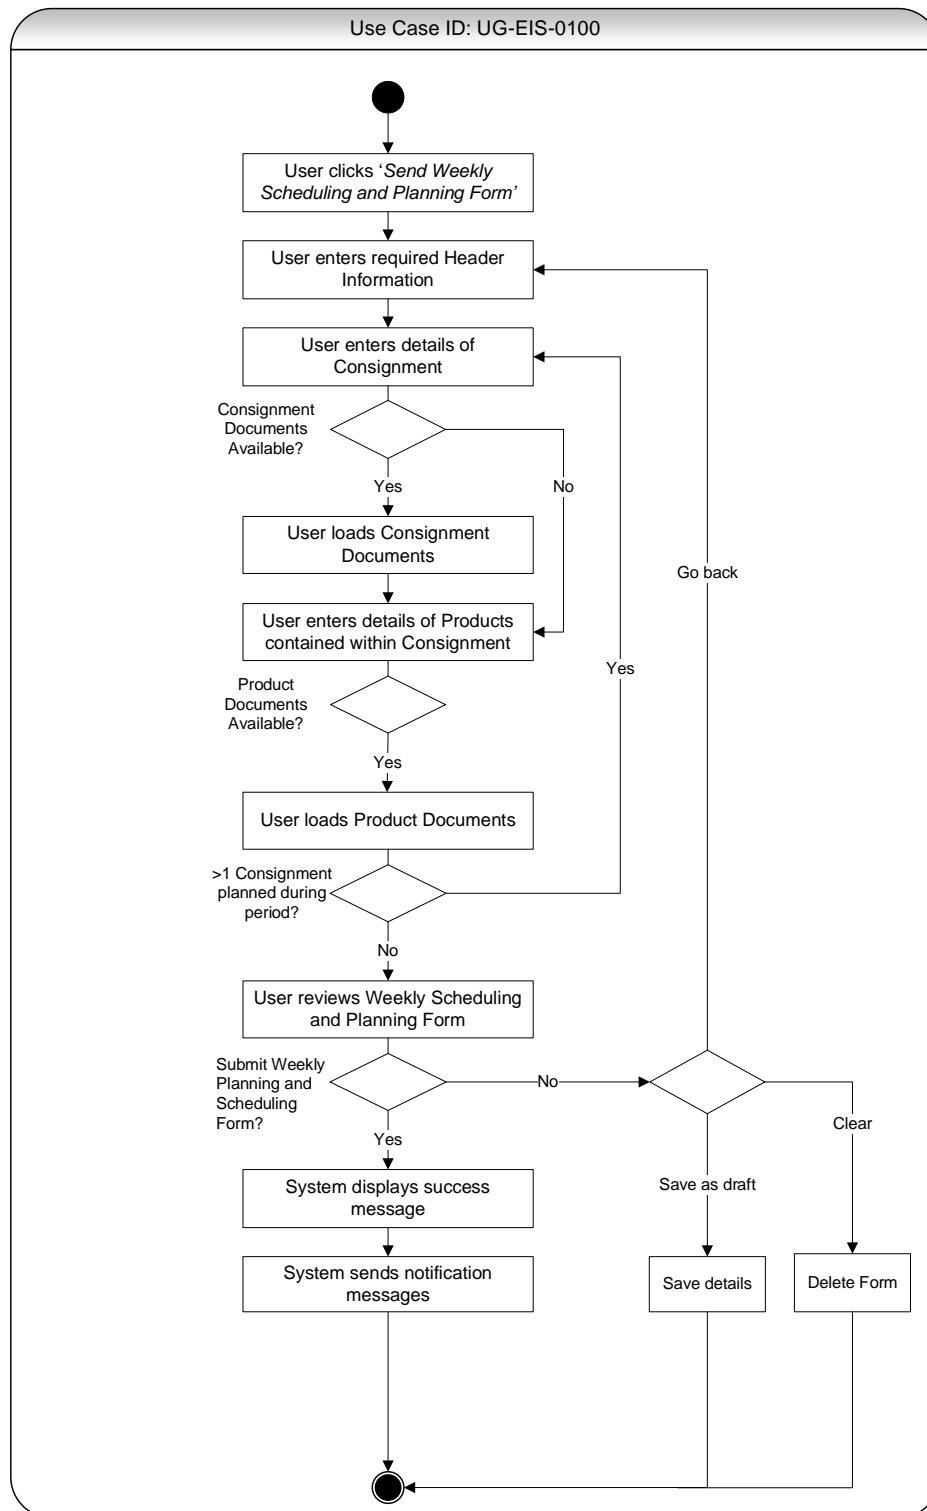 Use Case ID: UG-EIS-0100
User clicks ‘Send Weekly
Scheduling and Planning Form’
User enters required Header
Information
User enters details of
Consignment
Consignment
Documents
Available?
Yes
No
User loads Consignment
Documents
Go back
User enters details of Products
contained within Consignment
Yes
Product
Documents
Available?
Yes
User loads Product Documents
>1 Consignment
planned during
period?
No
User reviews Weekly Scheduling
and Planning Form
Submit Weekly
Planning and
Scheduling
Form?
No
Yes
Clear
Save as draft
System displays success
message
System sends notification
messages
Save details
Delete Form